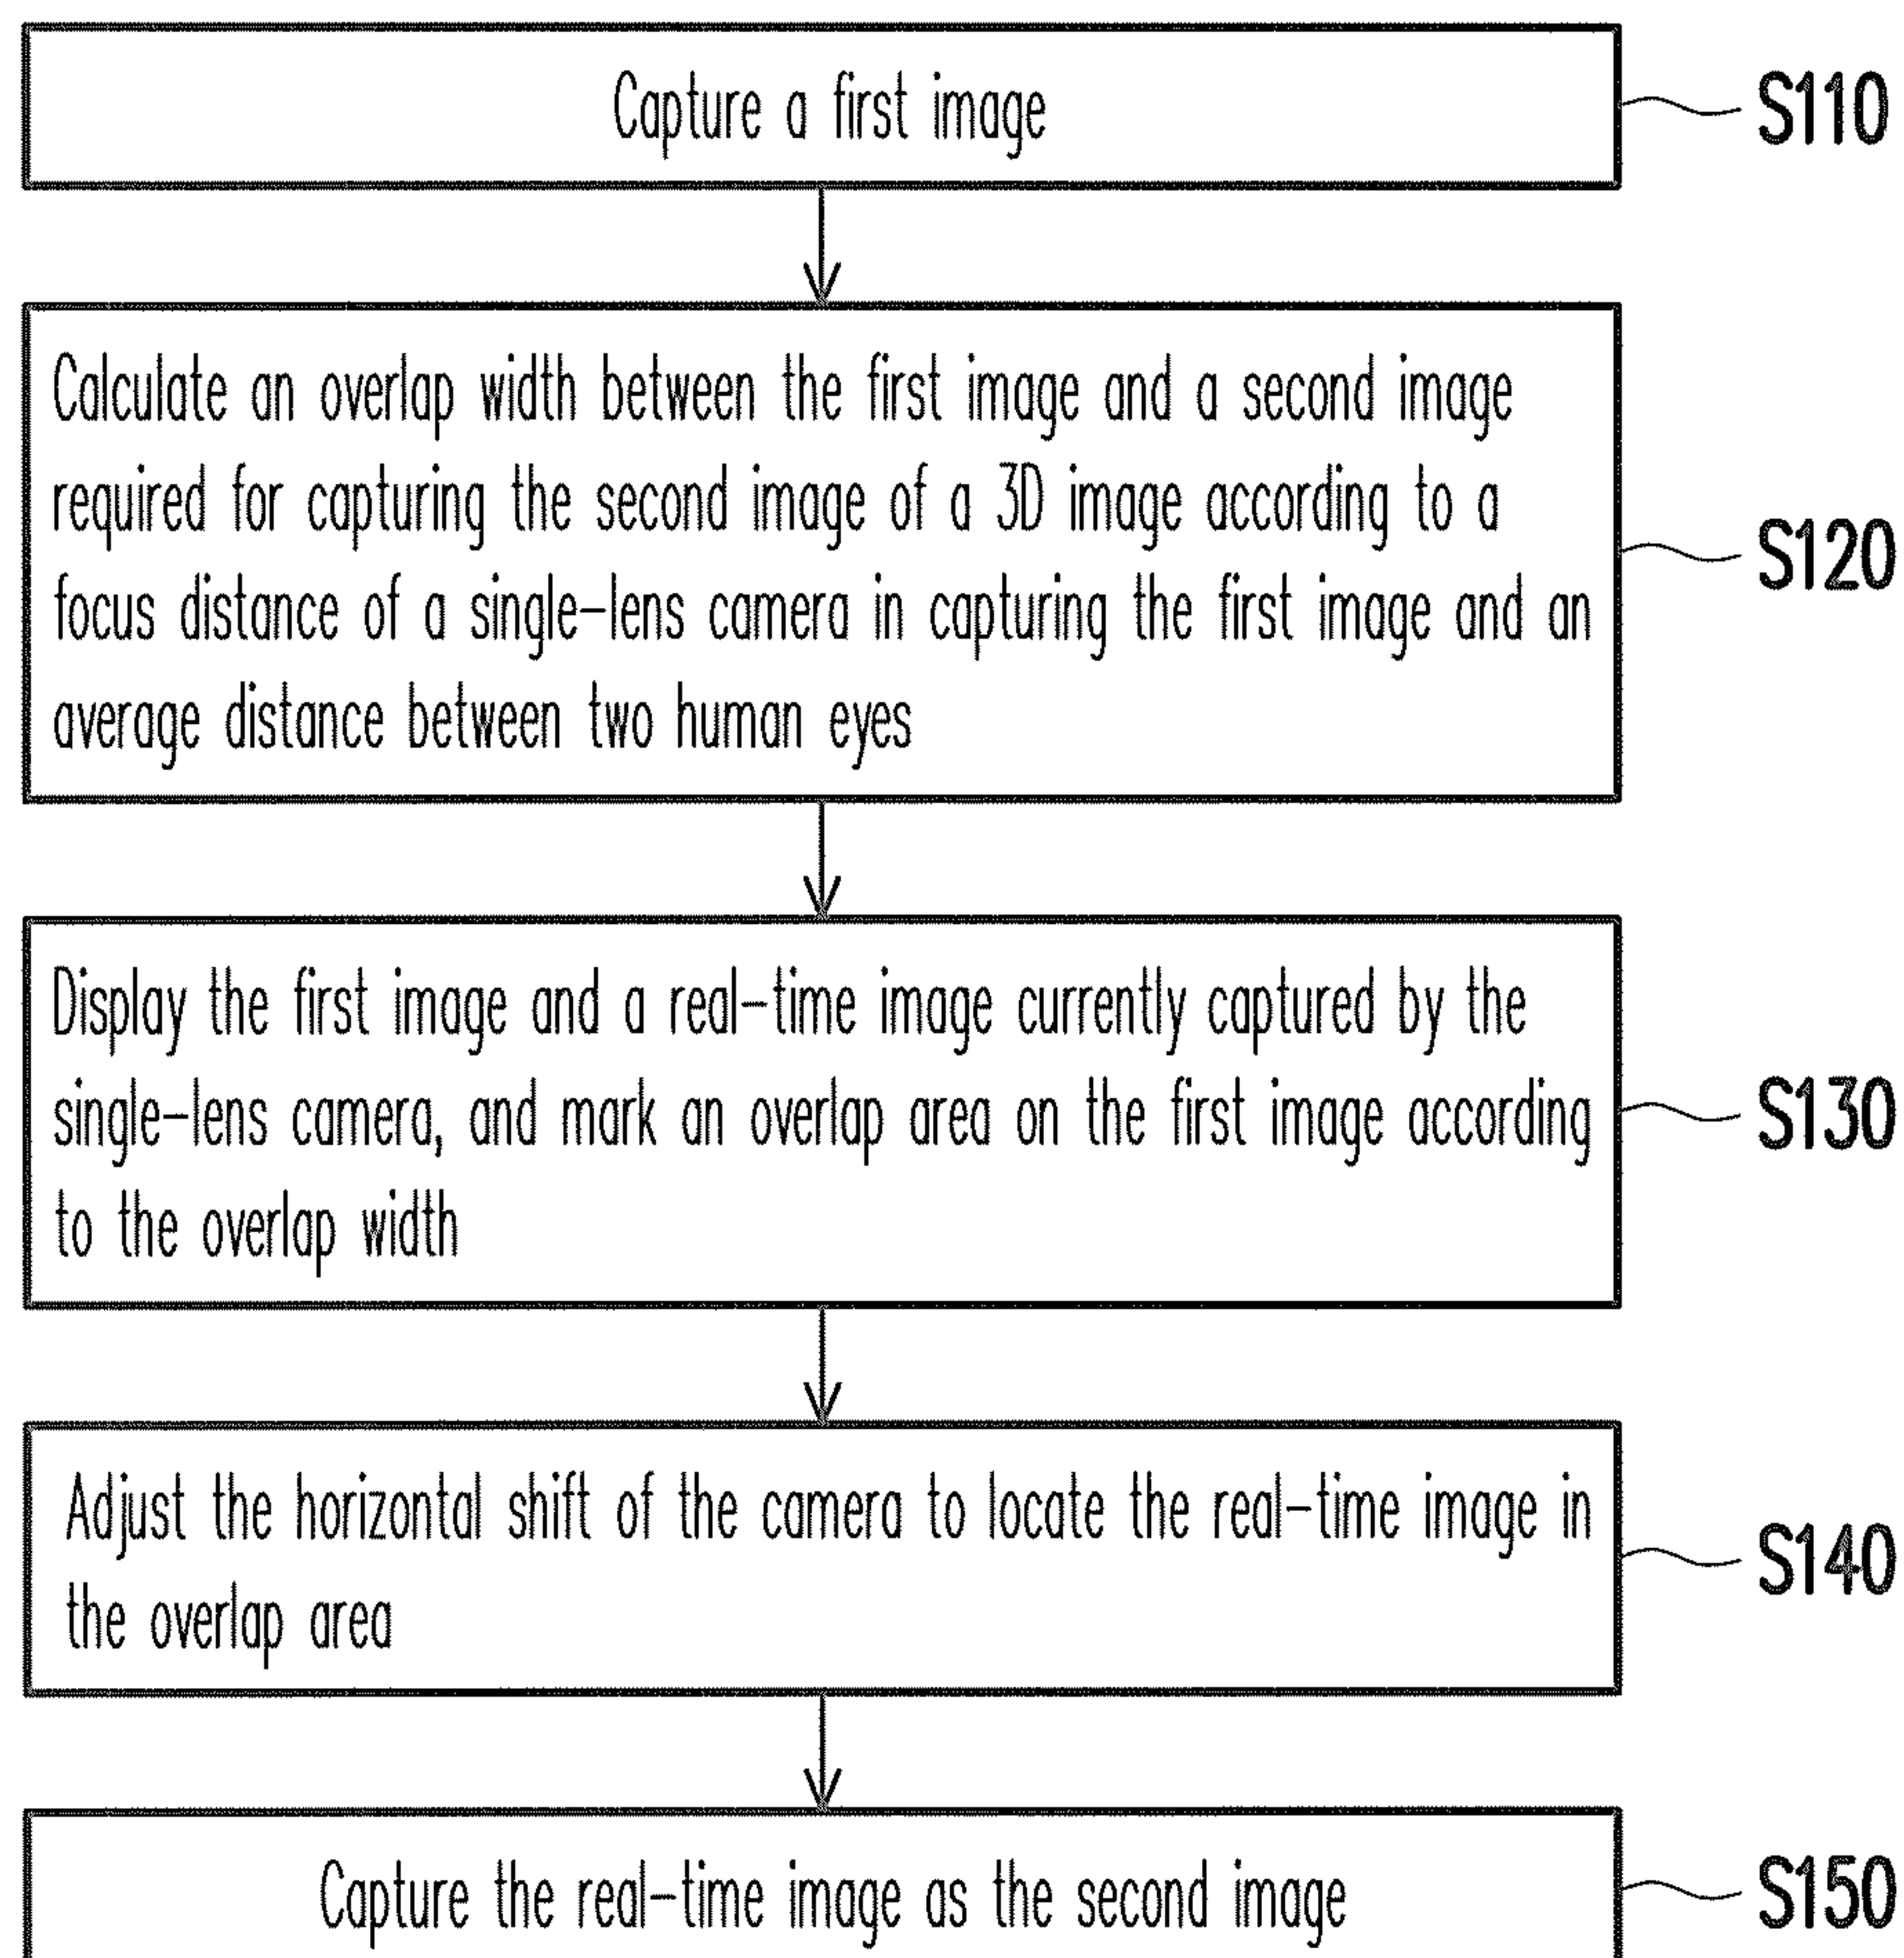 Capture a first image
S110
Calculate an overlap width between the first image and a second image
required for capturing the second image of a 3D image according to a
focus distance of a single-lens camera in capturing the first image and an
average distance between two human eyes
S120
Display the first image and a real-time image currently captured by the
single-lens camera, and mark an overlap area on the first image according
to the overlap width
S130
Adjust the horizontal shift of the camera to locate the real-time image in
the overlap area
S140
Capture the real-time image as the second image
S150